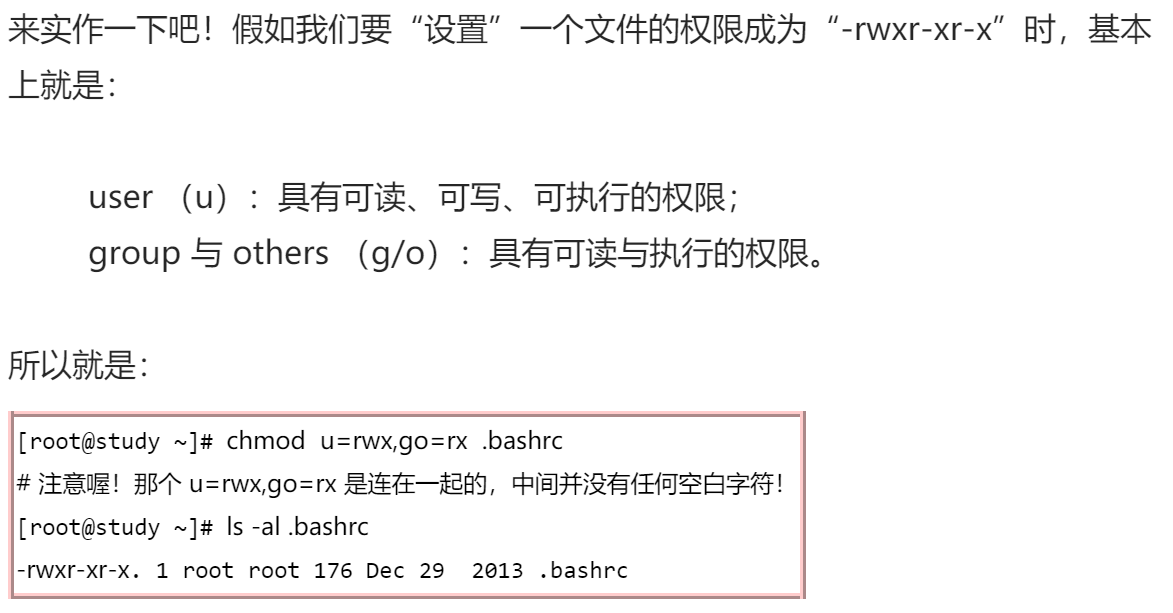 来实作一下吧！假如我们要“设置”一个文件的权限成为“-rwxr-xr-x”时，基本
上就是：
user （u）：具有可读、可写、可执行的权限；
group 与 others （g/o）：具有可读与执行的权限。
所以就是：
[root@study ~]# chmod  u=rwx,go=rx  .bashrc
# 注意喔！那个 u=rwx,go=rx 是连在一起的，中间并没有任何空白字符！
[root@study ~]# ls -al .bashrc
-rwxr-xr-x. 1 root root 176 Dec 29  2013 .bashrc